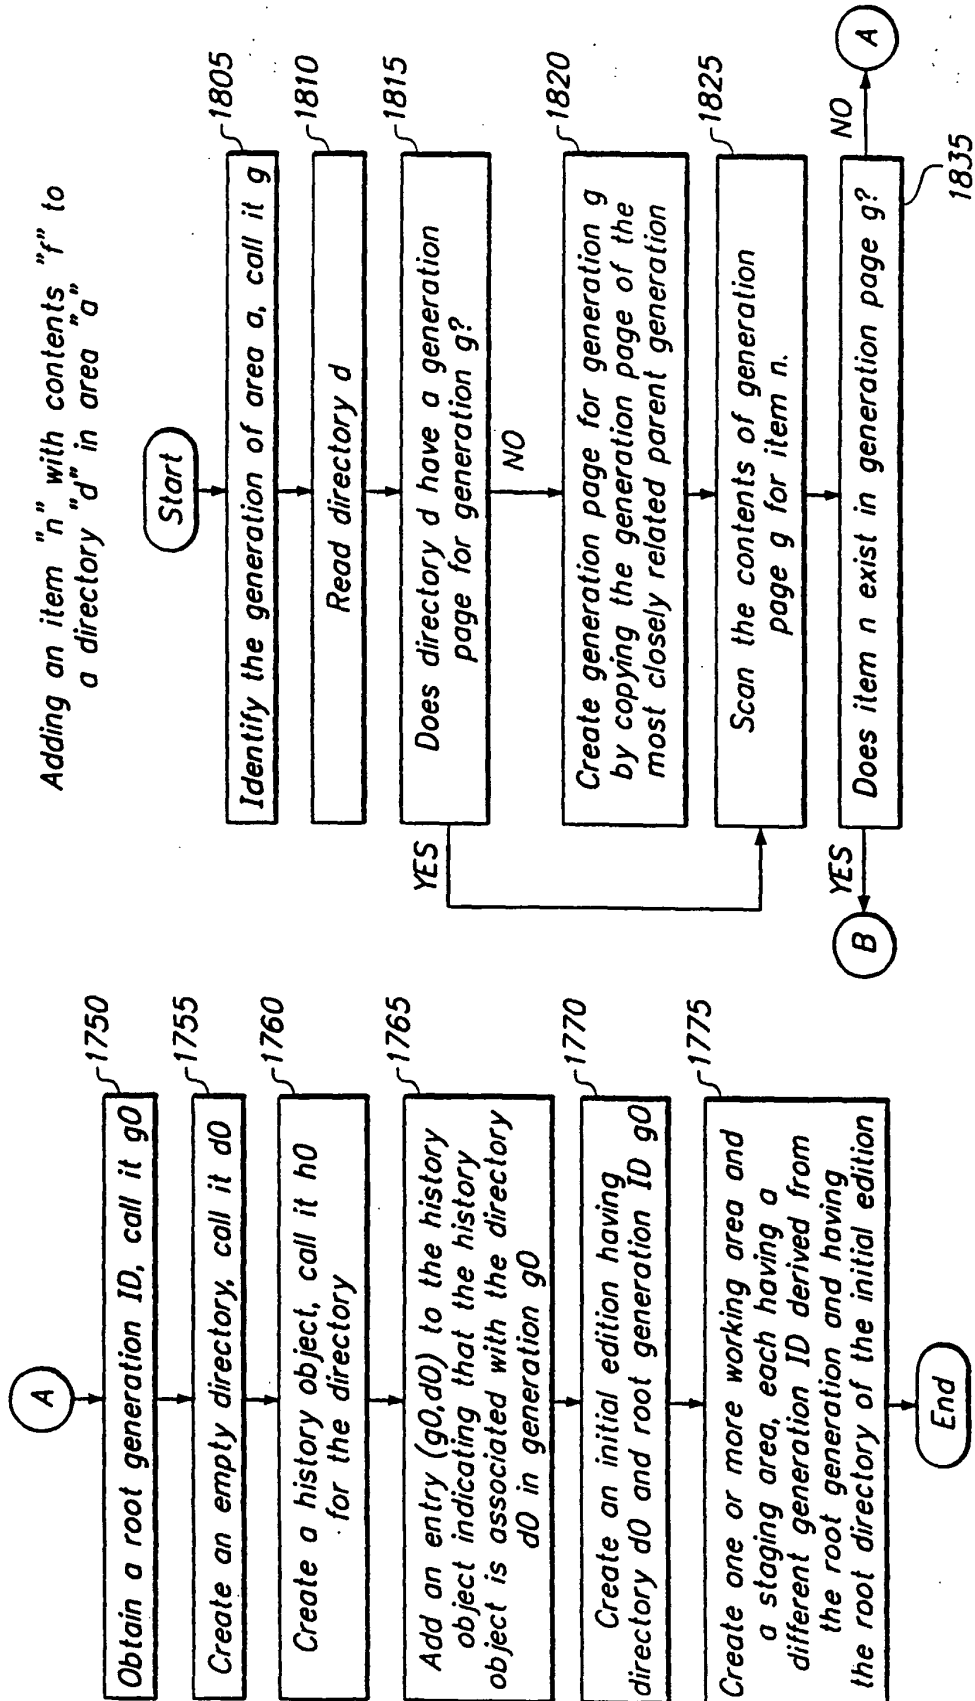 A
Obtain a root generation ID, call it g0
1750
Create an empty directory, call it d0
1755
Create a history object, call it h0
for the directory
1760
Add an entry (g0,d0) to the history
object indicating that the history
object is associated with the directory
d0 in generation g0
1765
Create an initial edition having
directory d0 and root generation ID g0
1770
Create one or more working area and
a staging area, each having a
different generation ID derived from
the root generation and having
the root directory of the initial edition
1775
End
Adding an item "n" with contents "f" to
a directory "d" in area "a"
Start
Identify the generation of area a, call it g
1805
Read directory d
1810
Does directory d have a generation
page for generation g?
1815
YES
NO
Create generation page for generation g
by copying the generation page of the
most closely related parent generation
1820
Scan the contents of generation
page g for item n.
1825
Does item n exist in generation page g?
1835
YES
B
NO
A